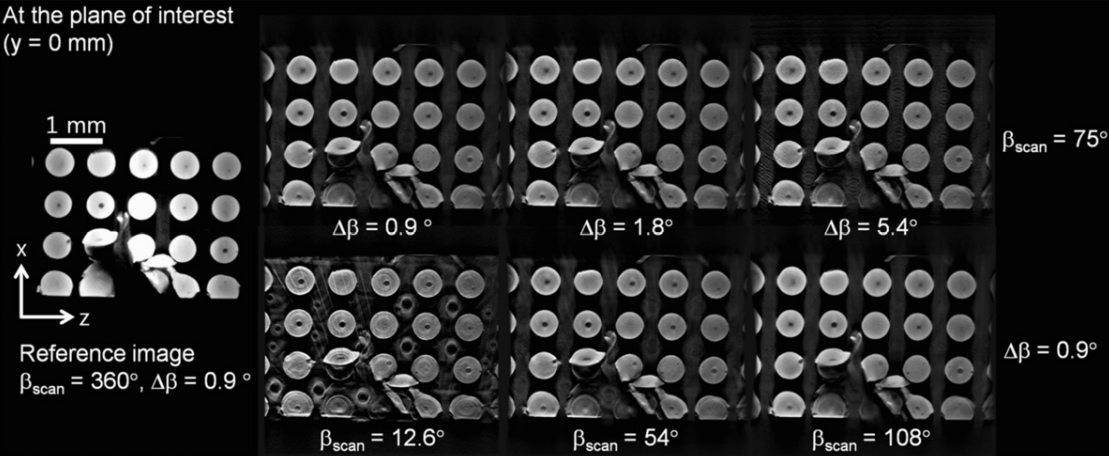 At the plane of interest
(y = 0 mm)
1 mm
x
z
Reference image
βscan = 360°, Δβ = 0.9 °
Δβ = 0.9 °
Δβ = 1.8°
Δβ = 5.4°
βscan = 75°
βscan = 12.6°
βscan = 54°
βscan = 108°
Δβ = 0.9°